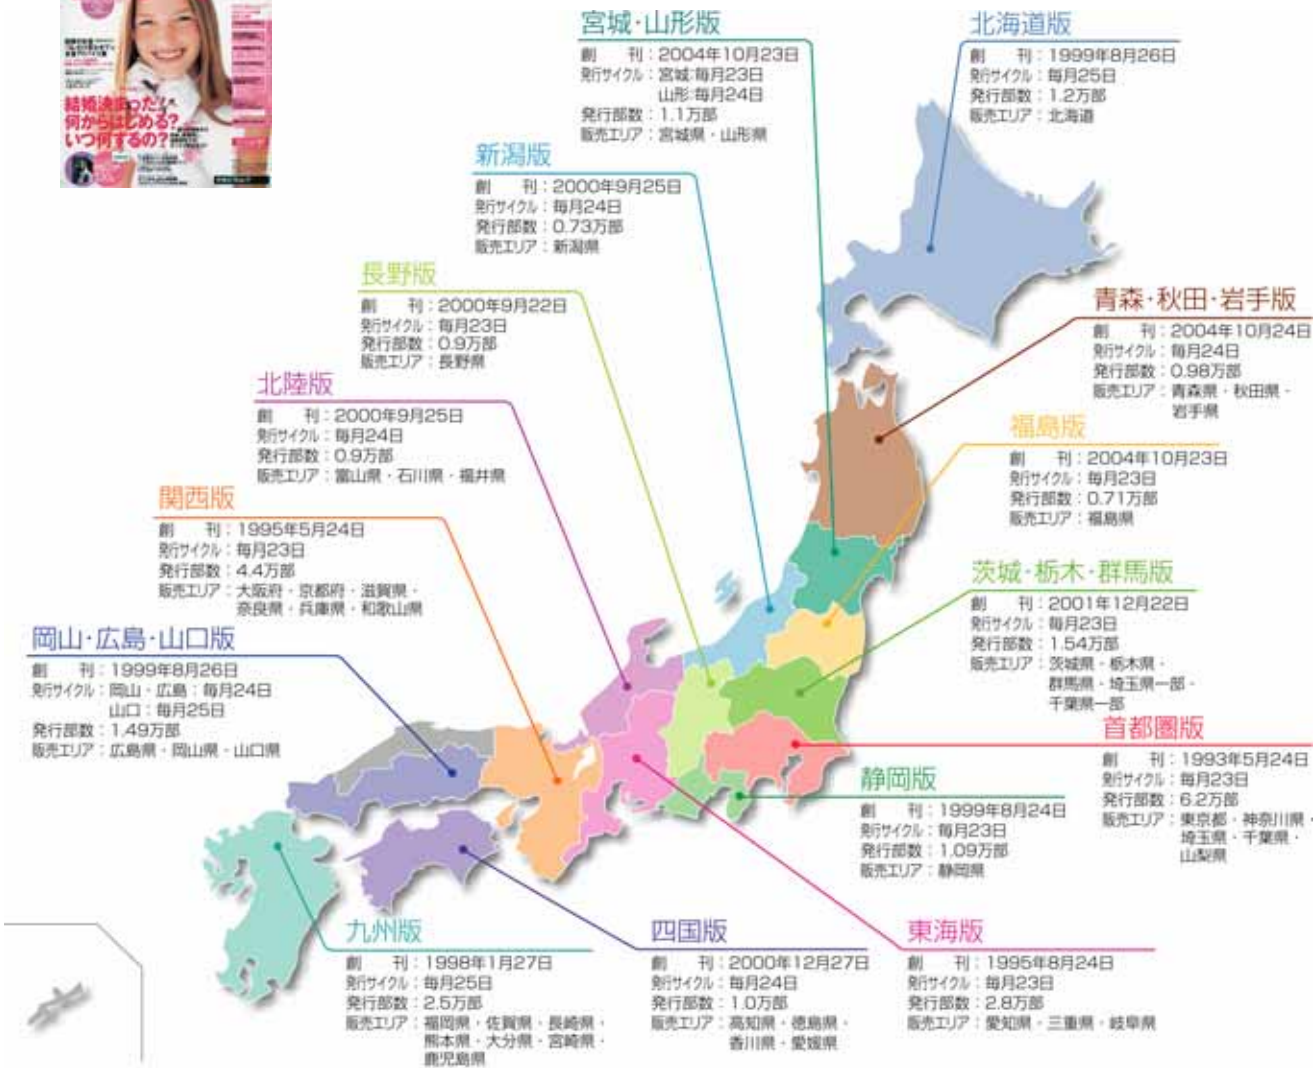 結婚決まった!
何からはじめる?
いつ何するの?
宮城・山形版
創　刊：2004年10月23日
発行サイクル：宮城:毎月23日
山形:毎月24日
発行部数：1.1万部
販売エリア：宮城県・山形県
北海道版
創　刊：1999年8月26日
発行サイクル：毎月25日
発行部数：1.2万部
販売エリア：北海道
新潟版
創　刊：2000年9月25日
発行サイクル：毎月24日
発行部数：0.73万部
販売エリア：新潟県
長野版
創　刊：2000年9月22日
発行サイクル：毎月23日
発行部数：0.9万部
販売エリア：長野県
青森・秋田・岩手版
創　刊：2004年10月24日
発行サイクル：毎月24日
発行部数：0.98万部
販売エリア：青森県・秋田県・
岩手県
北陸版
創　刊：2000年9月25日
発行サイクル：毎月24日
発行部数：0.9万部
販売エリア：富山県・石川県・福井県
福島版
創　刊：2004年10月23日
発行サイクル：毎月23日
発行部数：0.71万部
販売エリア：福島県
関西版
創　刊：1995年5月24日
発行サイクル：毎月23日
発行部数：4.4万部
販売エリア：大阪府・京都府・滋賀県・
奈良県・兵庫県・和歌山県
茨城・栃木・群馬版
創　刊：2001年12月22日
発行サイクル：毎月23日
発行部数：1.54万部
販売エリア：茨城県・栃木県・
群馬県・埼玉県一部・
千葉県一部
岡山・広島・山口版
創　刊：1999年8月26日
発行サイクル：岡山・広島：毎月24日
山口：毎月25日
発行部数：1.49万部
販売エリア：広島県・岡山県・山口県
首都圏版
創　刊：1993年5月24日
発行サイクル：毎月23日
発行部数：6.2万部
販売エリア：東京都・神奈川県・
埼玉県・千葉県・
山梨県
静岡版
創　刊：1999年8月24日
発行サイクル：毎月23日
発行部数：1.09万部
販売エリア：静岡県
九州版
創　刊：1998年1月27日
発行サイクル：毎月25日
発行部数：2.5万部
販売エリア：福岡県・佐賀県・長崎県・
熊本県・大分県・宮崎県・
鹿児島県
四国版
創　刊：2000年12月27日
発行サイクル：毎月24日
発行部数：1.0万部
販売エリア：高知県・徳島県・
香川県・愛媛県
東海版
創　刊：1995年8月24日
発行サイクル：毎月23日
発行部数：2.8万部
販売エリア：愛知県・三重県・岐阜県